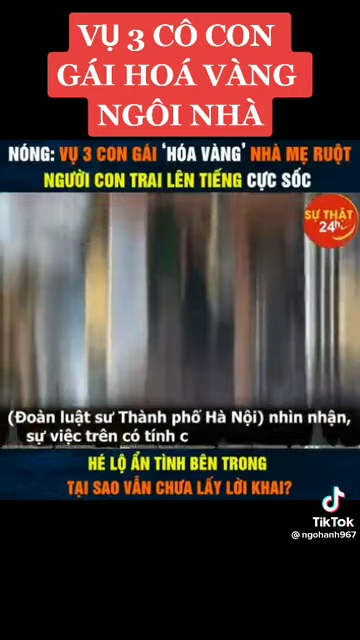 VỤ 3 CÔ CON
GÁI HOÁ VÀNG
NGÔI NHÀ
NÓNG: VỤ 3 CON GÁI ‘HÓA VÀNG’ NHÀ MẸ RUỘT
NGƯỜI CON TRAI LÊN TIẾNG CỰC SỐC
SỰ THẬT
24h
(Đoàn luật sư Thành phố Hà Nội) nhìn nhận,
sự việc trên có tính c
HÉ LỘ ẨN TÌNH BÊN TRONG
TẠI SAO VẪN CHƯA LẤY LỜI KHAI?
TikTok
@ngohanh967